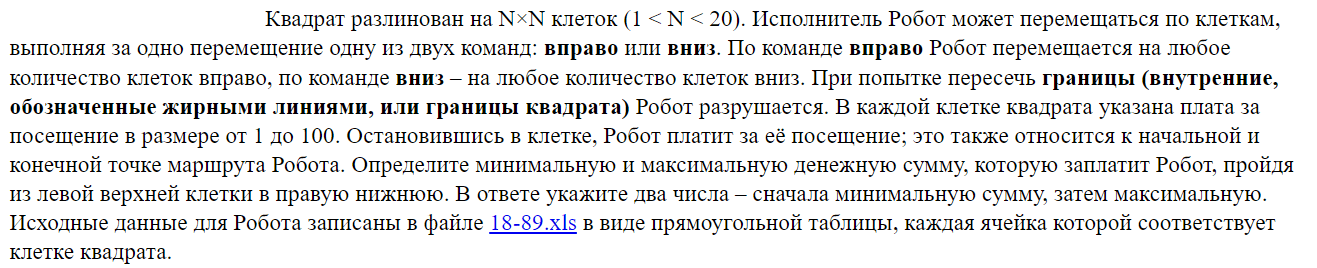 Квадрат разлинован на N×N клеток (1 < N < 20). Исполнитель Робот может перемещаться по клеткам,
выполняя за одно перемещение одну из двух команд: вправо или вниз. По команде вправо Робот перемещается на любое
количество клеток вправо, по команде вниз – на любое количество клеток вниз. При попытке пересечь границы (внутренние,
обозначенные жирными линиями, или границы квадрата) Робот разрушается. В каждой клетке квадрата указана плата за
посещение в размере от 1 до 100. Остановившись в клетке, Робот платит за её посещение; это также относится к начальной и
конечной точке маршрута Робота. Определите минимальную и максимальную денежную сумму, которую заплатит Робот, пройдя
из левой верхней клетки в правую нижнюю. В ответе укажите два числа – сначала минимальную сумму, затем максимальную.
Исходные данные для Робота записаны в файле 18-89.xls в виде прямоугольной таблицы, каждая ячейка которой соответствует
клетке квадрата.